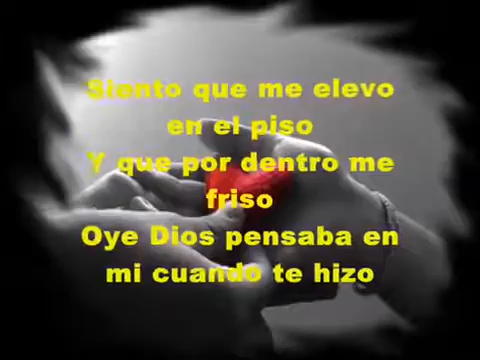 Siento que me elevo
en el piso
Y que por dentro me
friso
Oye Dios pensaba en
mi cuando te hizo